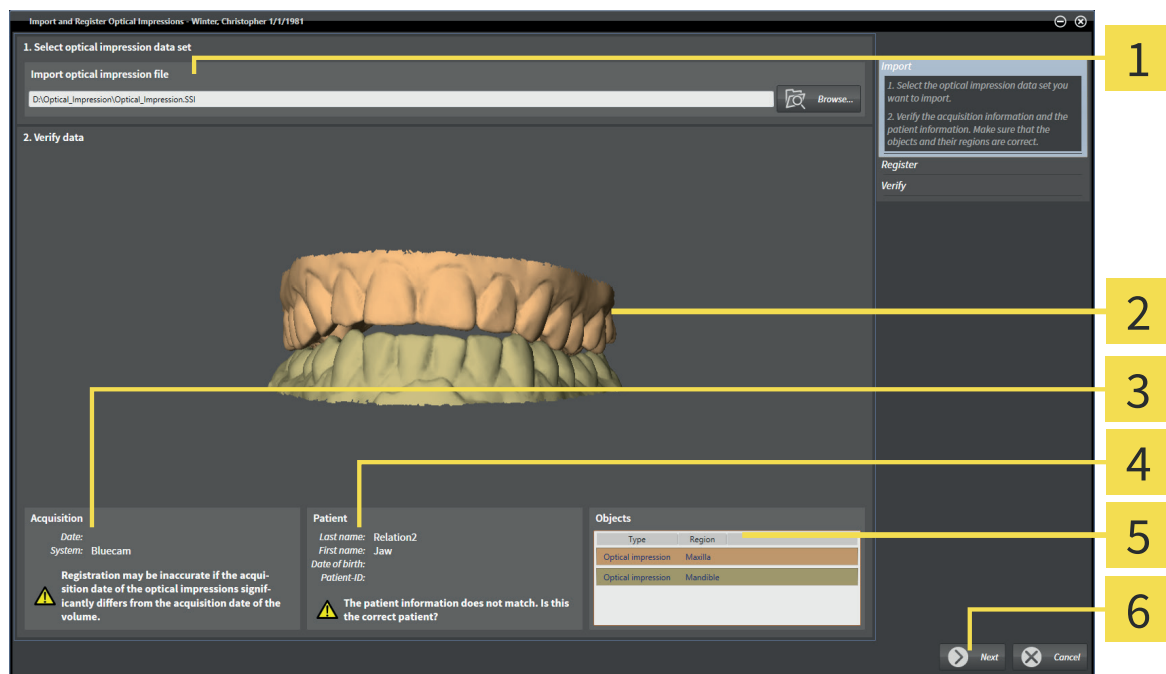 Import and Register Optical Impressions - Winter, Christopher 1/1/1981
1. Select optical impression data set
Import optical impression file
D:\Optical_Impression\Optical_Impression.SSI
Browse...
2. Verify data
Acquisition
Date:
System: Bluecam
Registration may be inaccurate if the acqui-
sition date of the optical impressions signif-
icantly differs from the acquisition date of the
volume.
Patient
Last name: Relation2
First name: Jaw
Date of birth:
Patient-ID:
The patient information does not match. Is this
the correct patient?
Objects
Type Region
Optical impression Maxilla
Optical impression Mandible
Import
1. Select the optical impression data set you
want to import.
2. Verify the acquisition information and the
patient information. Make sure that the
objects and their regions are correct.
Register
Verify
Next
Cancel
1
2
3
4
5
6